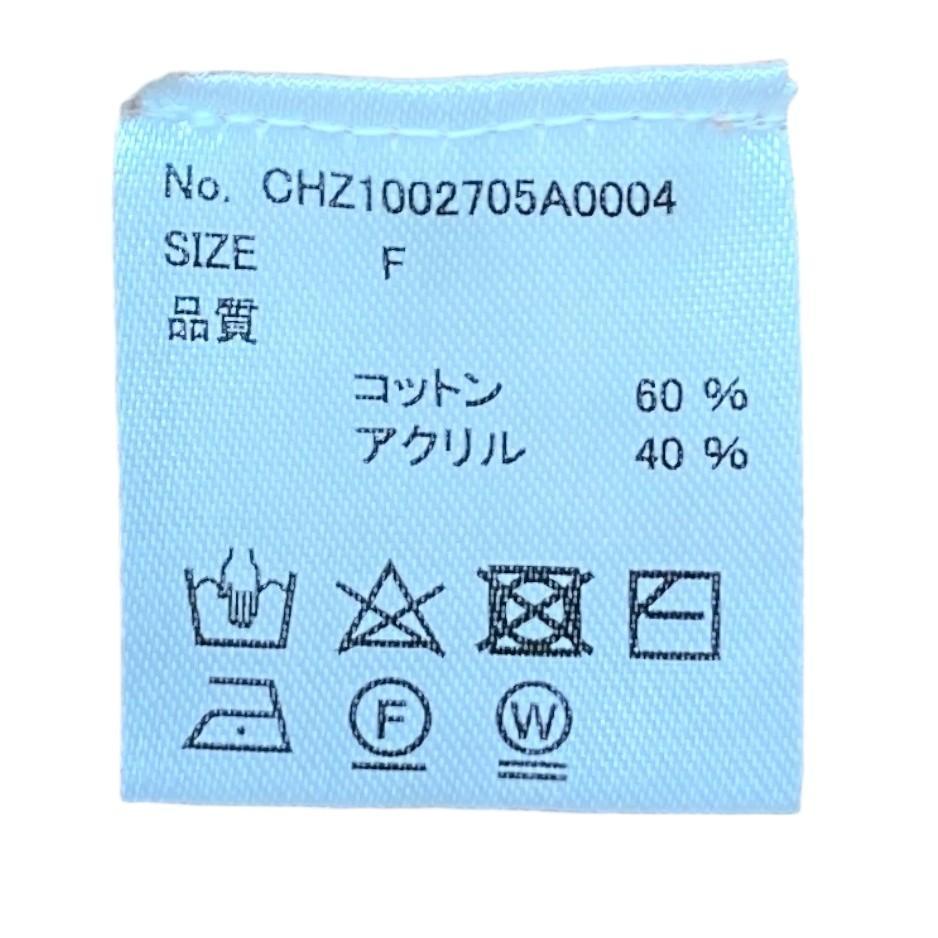 No. CHZ1002705A0004
SIZE F
品質
コットン 60 %
アクリル 40 %
F W